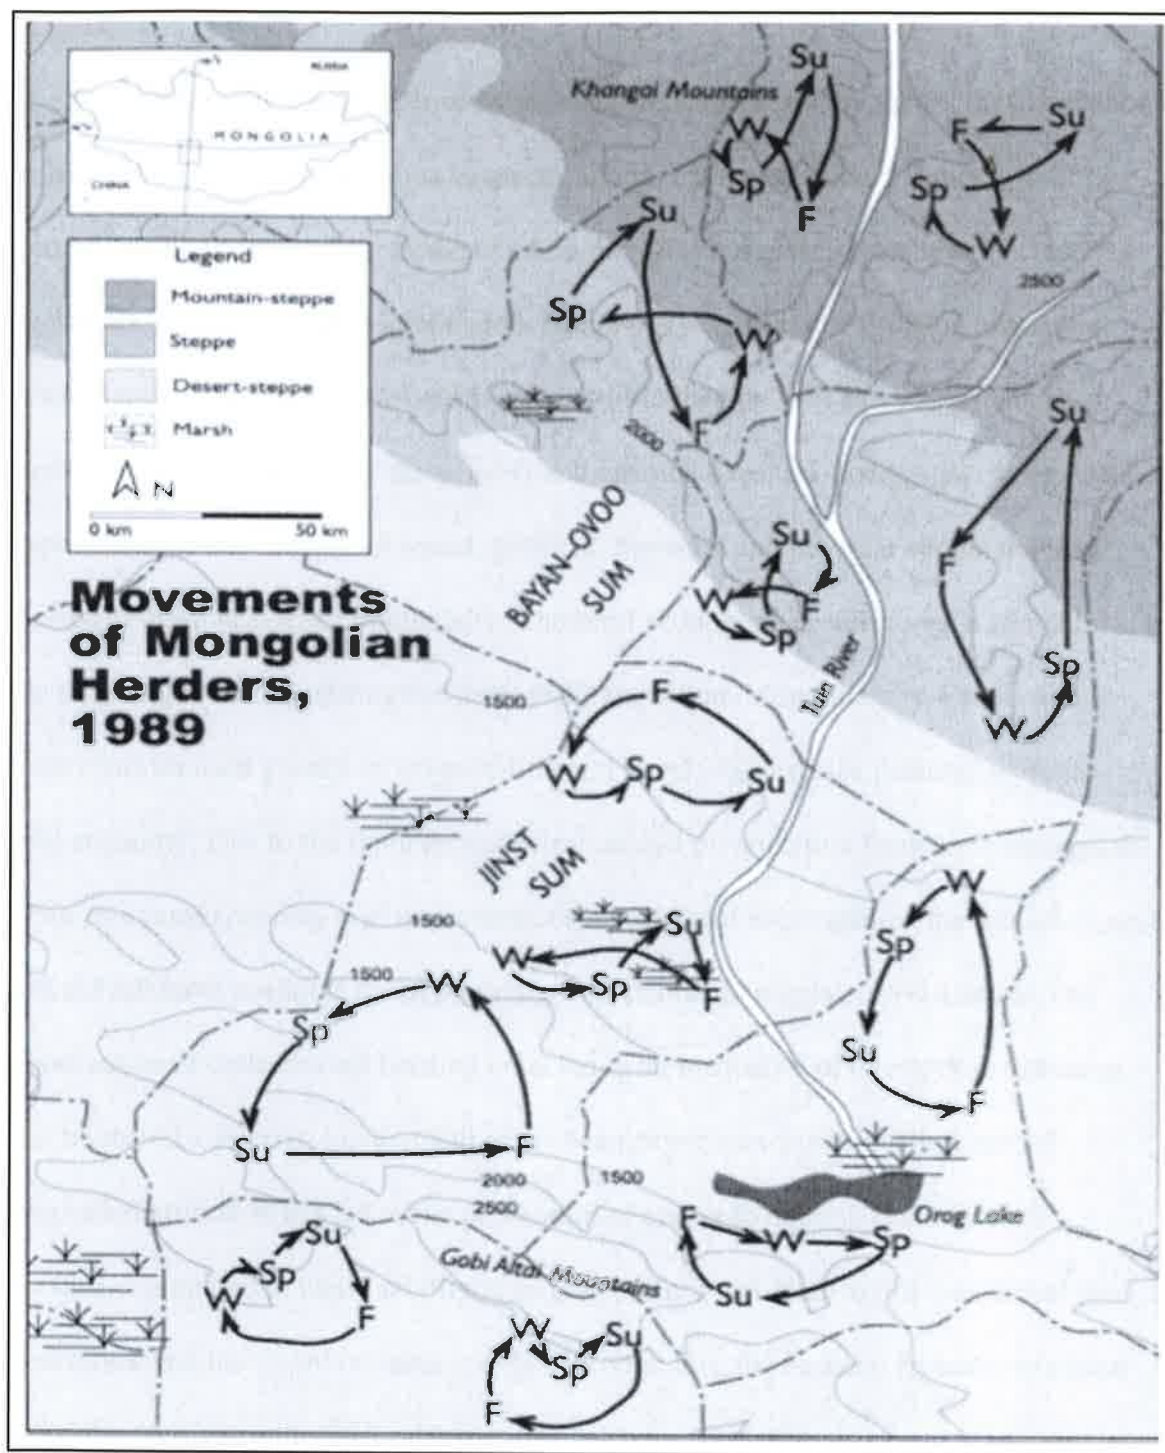 RUSSIA
MONGOLIA
CHINA
Legend
Mountain-steppe
Steppe
Desert-steppe
Marsh
N
0 km 50 km
Movements
of Mongolian
Herders,
1989
Khangai Mountains
Su
W
Sp
F
F
Su
Sp
W
2500
Su
Sp
W
F
2000
Su
F
Sp
W
BAYAN-OVOO
SUM
Su
W
F
Sp
Tuin River
1500
F
W
Sp
Su
JINST
SUM
1500
Su
W
Sp
F
W
Sp
Su
F
1500
W
Sp
Su
F
2000
2500
1500
Orog Lake
Gobi Altai Mountains
F
W
Sp
Su
Su
Sp
W
F
W
Su
Sp
F